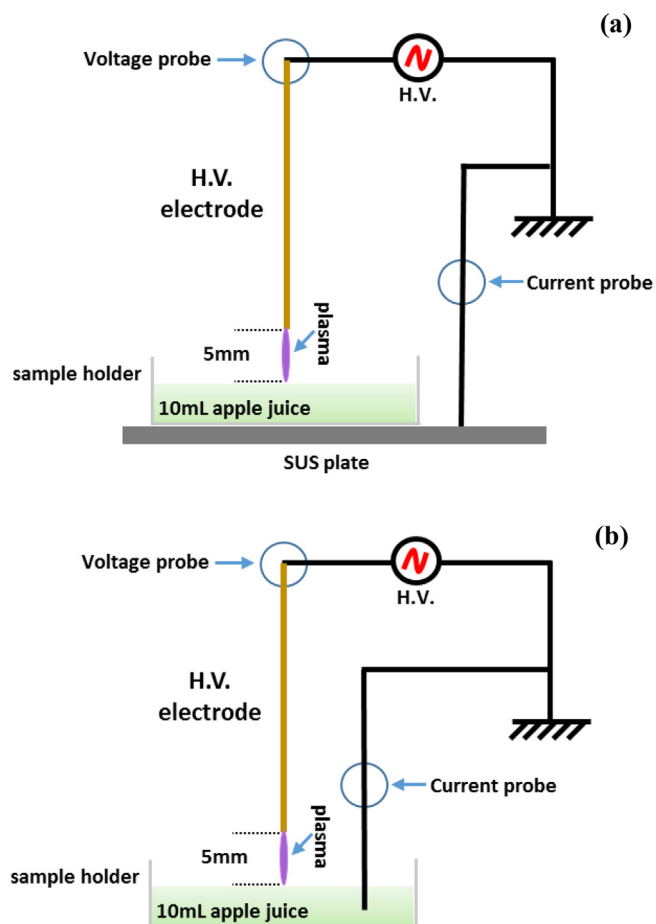 (a)
Voltage probe
H.V.
H.V.
electrode
Current probe
plasma
5mm
sample holder
10mL apple juice
SUS plate
(b)
Voltage probe
H.V.
H.V.
electrode
Current probe
plasma
5mm
sample holder
10mL apple juice